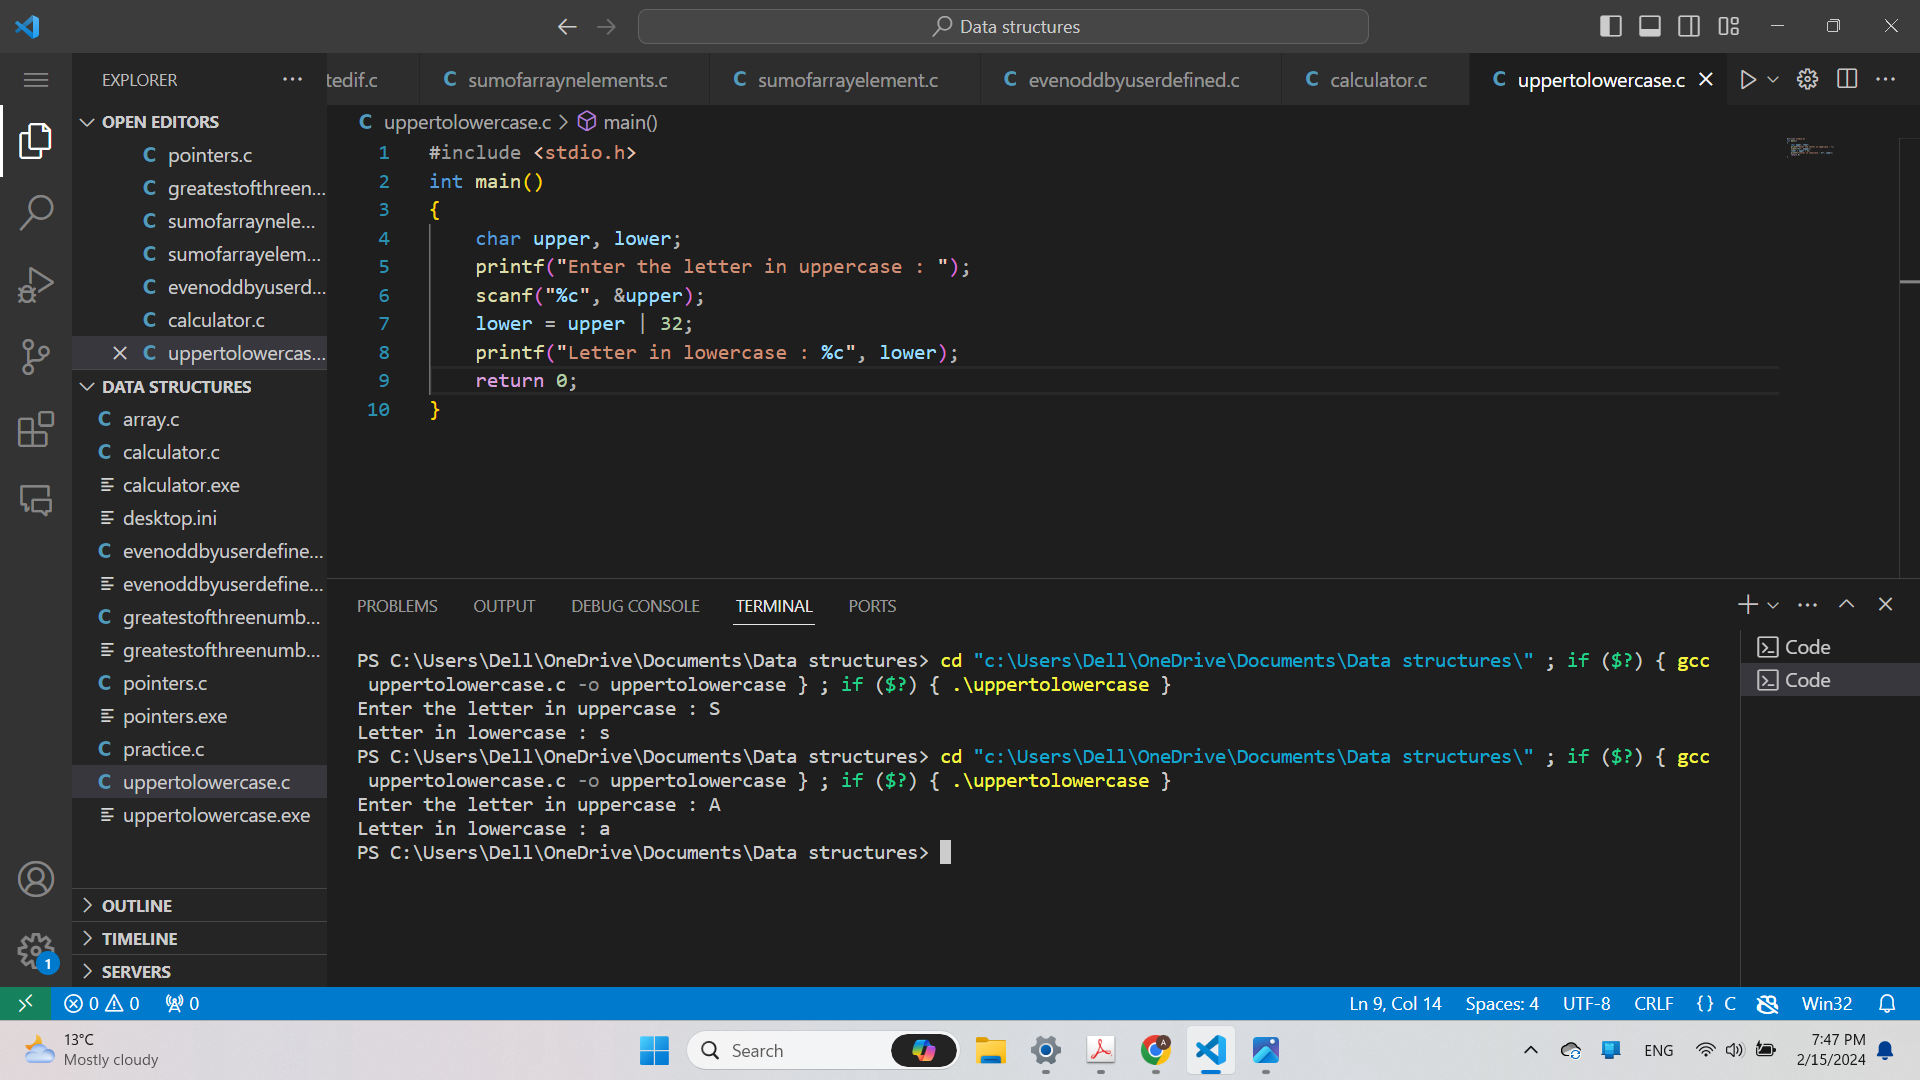 Data structures
EXPLORER
tedif.c
sumofarraynelements.c
sumofarrayelement.c
evenoddbyuserdefined.c
calculator.c
uppertolowercase.c
OPEN EDITORS
pointers.c
greatestofthreen...
sumofarraynele...
sumofarrayelem...
evenoddbyuserd...
calculator.c
uppertolowercas...
DATA STRUCTURES
array.c
calculator.c
calculator.exe
desktop.ini
evenoddbyuserdefine...
evenoddbyuserdefine...
greatestofthreenumb...
greatestofthreenumb...
pointers.c
pointers.exe
practice.c
uppertolowercase.c
uppertolowercase.exe
OUTLINE
TIMELINE
SERVERS
uppertolowercase.c > main()
1 #include <stdio.h>
2 int main()
3 {
4 char upper, lower;
5 printf("Enter the letter in uppercase : ");
6 scanf("%c", &upper);
7 lower = upper | 32;
8 printf("Letter in lowercase : %c", lower);
9 return 0;
10 }
PROBLEMS OUTPUT DEBUG CONSOLE TERMINAL PORTS
PS C:\Users\Dell\OneDrive\Documents\Data structures> cd "c:\Users\Dell\OneDrive\Documents\Data structures\" ; if ($?) { gcc
uppertolowercase.c -o uppertolowercase } ; if ($?) { .\uppertolowercase }
Enter the letter in uppercase : S
Letter in lowercase : s
PS C:\Users\Dell\OneDrive\Documents\Data structures> cd "c:\Users\Dell\OneDrive\Documents\Data structures\" ; if ($?) { gcc
uppertolowercase.c -o uppertolowercase } ; if ($?) { .\uppertolowercase }
Enter the letter in uppercase : A
Letter in lowercase : a
PS C:\Users\Dell\OneDrive\Documents\Data structures>
Code
Code
1
0 0 0
Ln 9, Col 14 Spaces: 4 UTF-8 CRLF {} C Win32
13°C
Mostly cloudy
Search
ENG
7:47 PM
2/15/2024